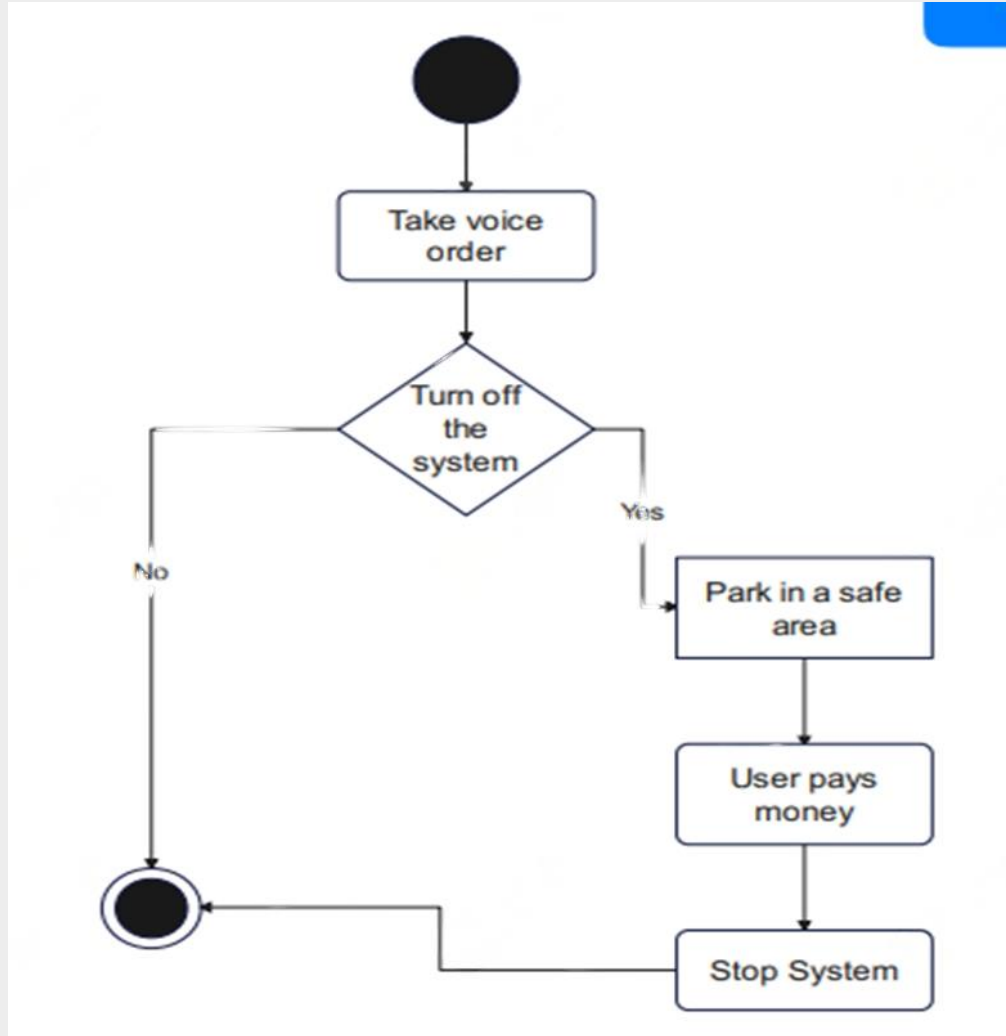 Take voice
order
Turn off
the
system
Yes
No
Park in a safe
area
User pays
money
Stop System